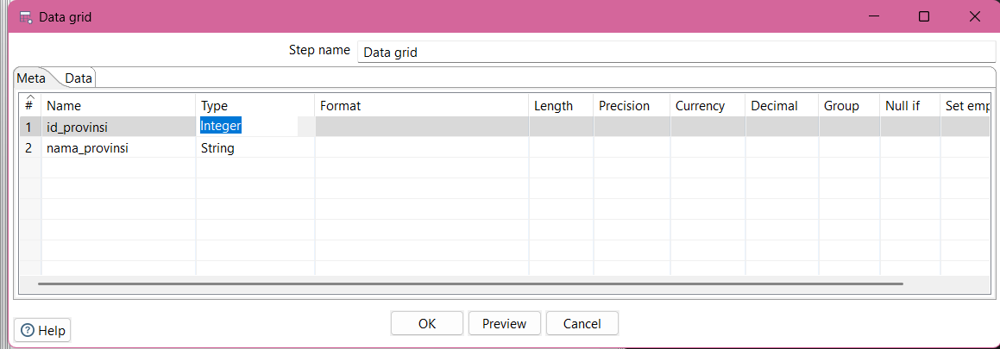 Data grid
Step name Data grid
Meta Data
# Name Type Format Length Precision Currency Decimal Group Null if Set emp
1 id_provinsi Integer
2 nama_provinsi String
OK Preview Cancel
Help